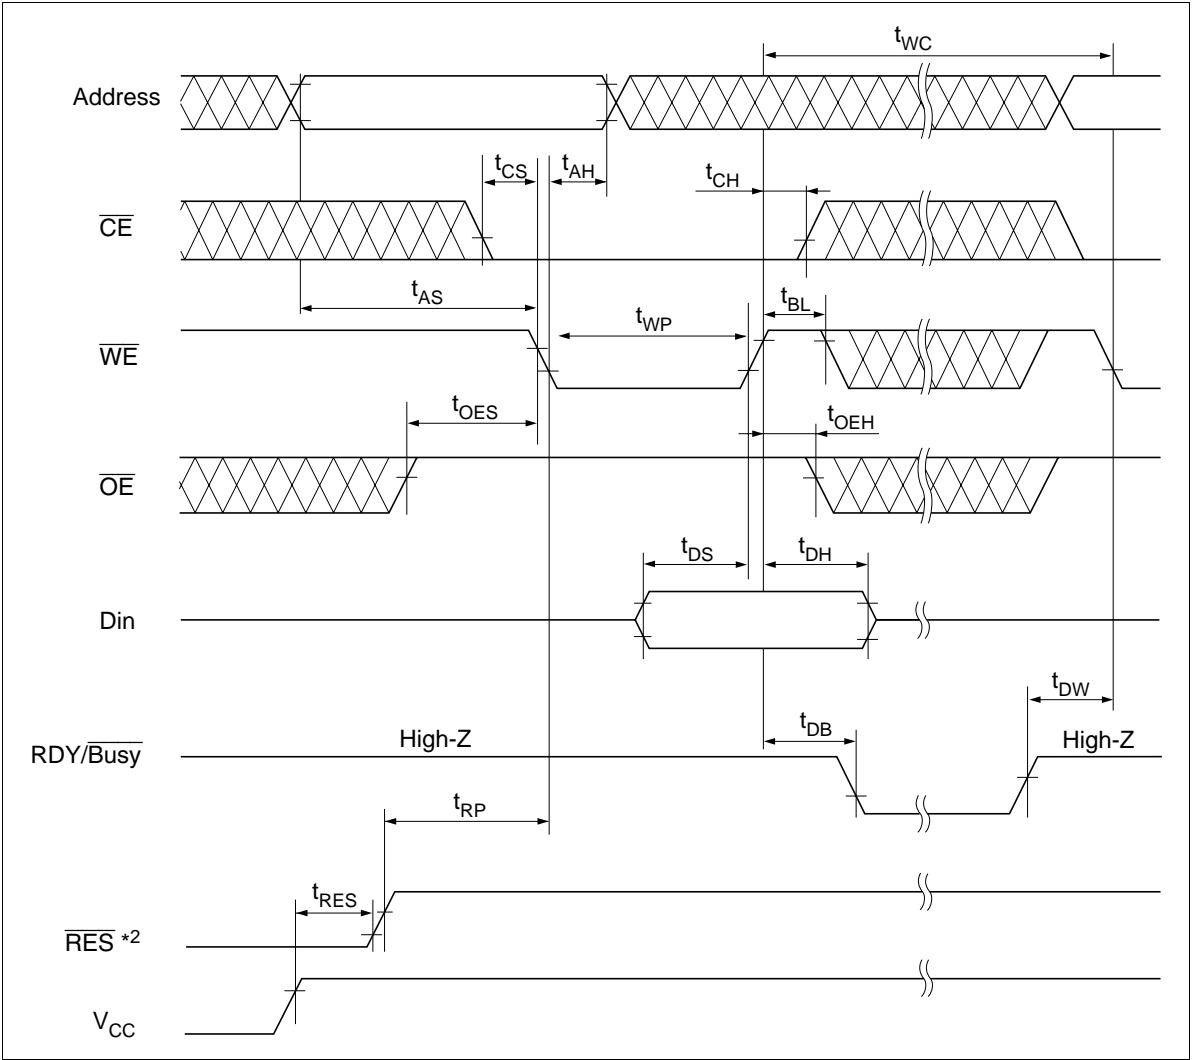 tWC
Address
tCS tAH
tCH
CE
tAS
tBL
tWP
WE
tOES
tOEH
OE
tDS tDH
Din
tDW
tDB
High-Z High-Z
RDY/Busy
tRP
tRES
RES *2
VCC